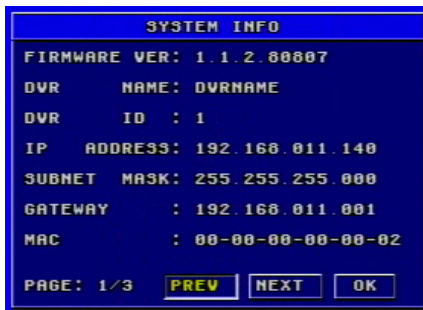 SYSTEM INFO
FIRMWARE VER: 1.1.2.80807
DVR NAME: DVRNAME
DVR ID : 1
IP ADDRESS: 192.168.011.140
SUBNET MASK: 255.255.255.000
GATEWAY : 192.168.011.001
MAC : 00-00-00-00-00-02
PAGE: 1/3 PREV NEXT OK